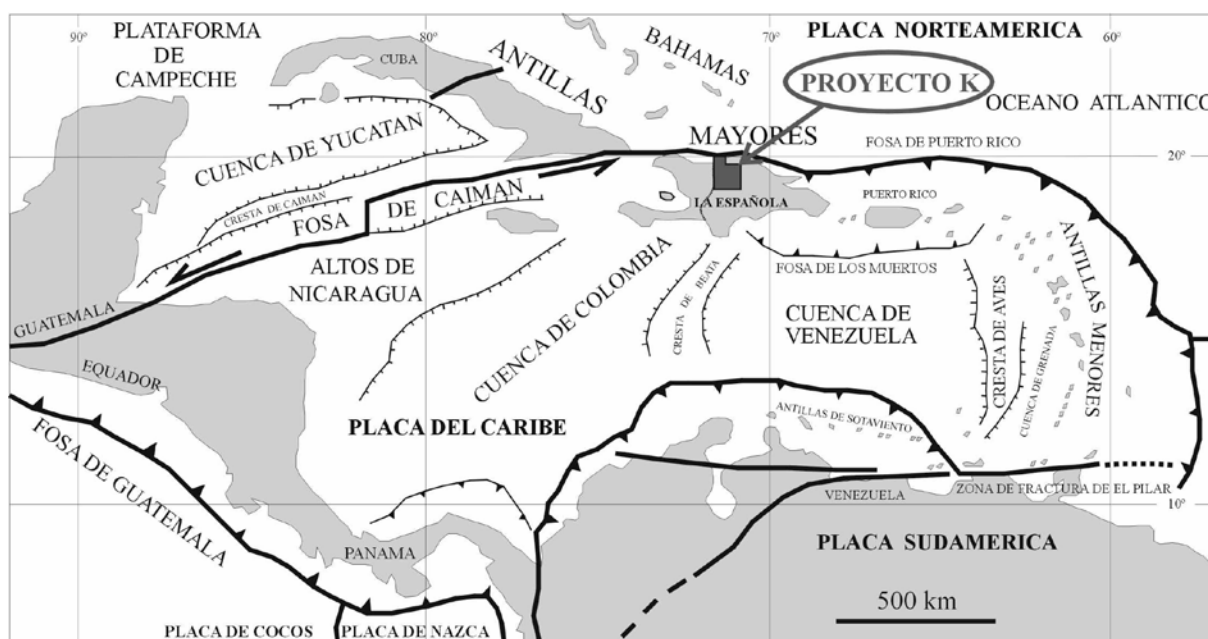 90°
80°
70°
60°
PLATAFORMA
DE
CAMPECHE
CUBA
ANTILLAS
BAHAMAS
PLACA NORTEAMERICA
PROYECTO K
OCEANO ATLANTICO
MAYORES
FOSA DE PUERTO RICO
20°
CUENCA DE YUCATAN
CRESTA DE CAIMAN
FOSA DE CAIMAN
LA ESPAÑOLA
PUERTO RICO
FOSA DE LOS MUERTOS
ANTILLAS MENORES
ALTOS DE
NICARAGUA
GUATEMALA
CUENCA DE COLOMBIA
CRESTA DE BEATA
CUENCA DE
VENEZUELA
CRESTA DE AVES
CUENCA DE GRENADA
EQUADOR
PLACA DEL CARIBE
ANTILLAS DE SOTAVIENTO
FOSA DE GUATEMALA
VENEZUELA
ZONA DE FRACTURA DE EL PILAR
10°
PANAMA
PLACA SUDAMERICA
500 km
PLACA DE COCOS
PLACA DE NAZCA